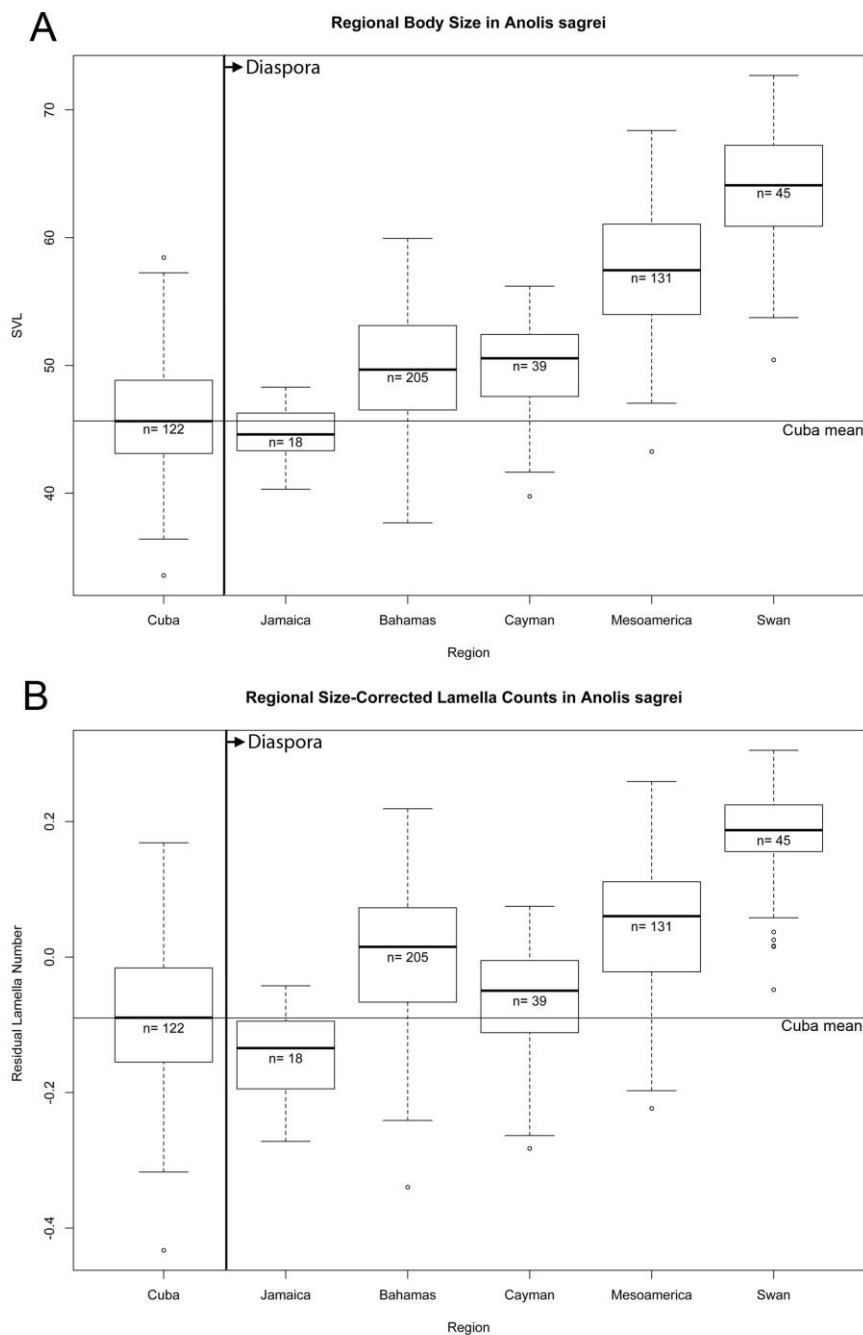 A
Regional Body Size in Anolis sagrei
Diaspora
70
60
50
40
SVL
n= 122
n= 18
n= 205
n= 39
n= 131
n= 45
Cuba mean
Cuba
Jamaica
Bahamas
Cayman
Mesoamerica
Swan
Region
B
Regional Size-Corrected Lamella Counts in Anolis sagrei
Diaspora
0.2
0.0
-0.2
-0.4
Residual Lamella Number
n= 122
n= 18
n= 205
n= 39
n= 131
n= 45
Cuba mean
Cuba
Jamaica
Bahamas
Cayman
Mesoamerica
Swan
Region